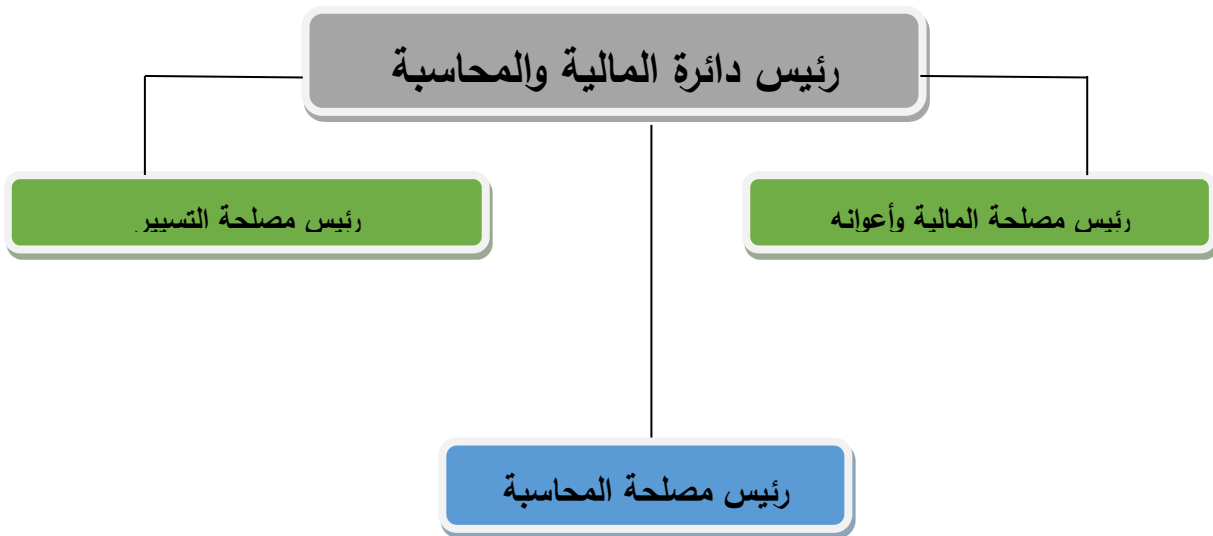 رئيس دائرة المالية والمحاسبة
رئيس مصلحة المالية وأعوانه
رئيس مصلحة التسيير
رئيس مصلحة المحاسبة